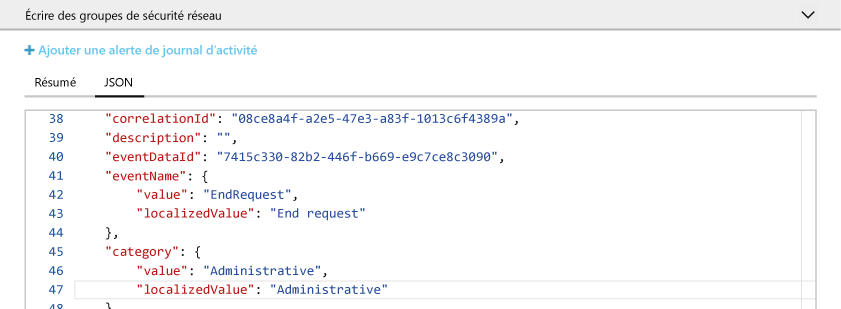 Écrire des groupes de sécurité réseau
+ Ajouter une alerte de journal d'activité
Résumé JSON
38 "correlationId": "08ce8a4f-a2e5-47e3-a83f-1013c6f4389a",
39 "description": "",
40 "eventDataId": "7415c330-82b2-446f-b669-e9c7ce8c3090",
41 "eventName": {
42 "value": "EndRequest",
43 "localizedValue": "End request"
44 },
45 "category": {
46 "value": "Administrative",
47 "localizedValue": "Administrative"
48 }